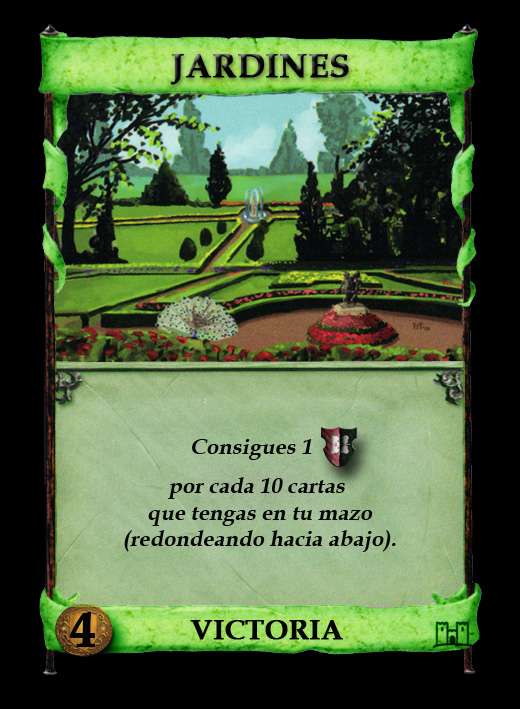 JARDINES
Consigues 1
por cada 10 cartas
que tengas en tu mazo
(redondeando hacia abajo).
4
VICTORIA